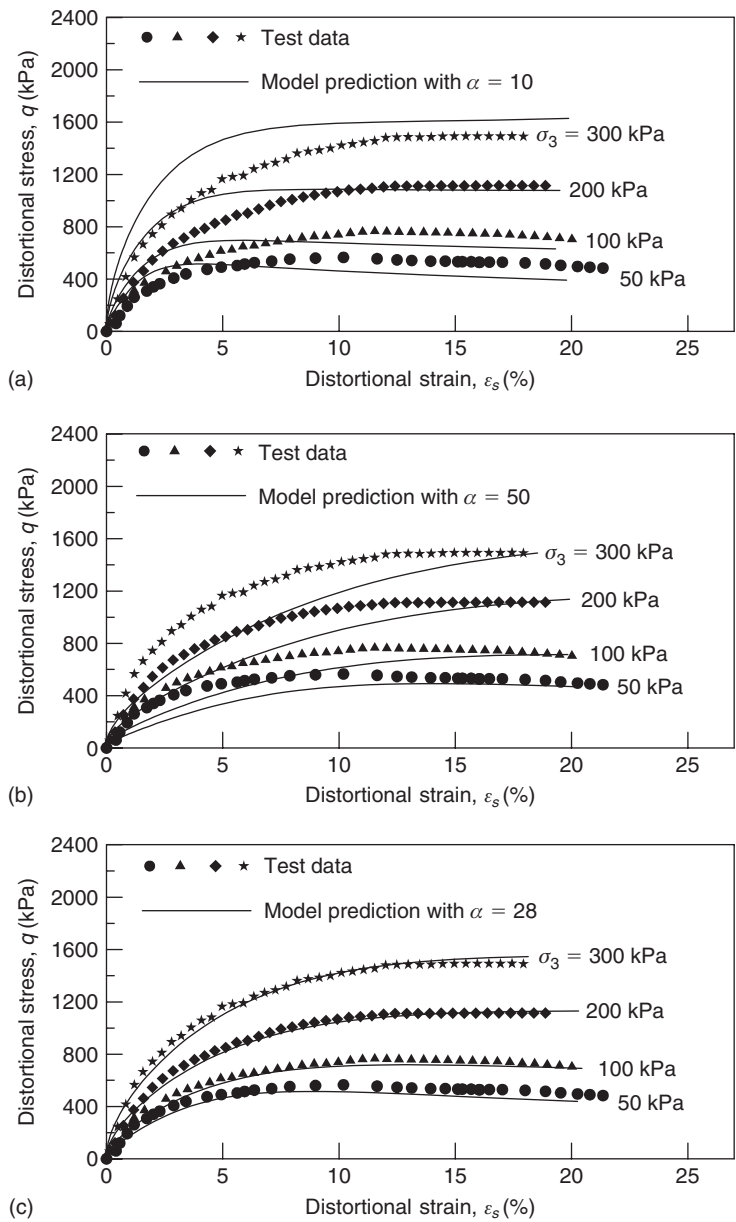 2400
2000
1600
1200
800
400
0
Distortional stress, q (kPa)
Test data
Model prediction with α = 10
σ3 = 300 kPa
200 kPa
100 kPa
50 kPa
0 5 10 15 20 25
(a)
Distortional strain, εs (%)
2400
2000
1600
1200
800
400
0
Distortional stress, q (kPa)
Test data
Model prediction with α = 50
σ3 = 300 kPa
200 kPa
100 kPa
50 kPa
0 5 10 15 20 25
(b)
Distortional strain, εs (%)
2400
2000
1600
1200
800
400
0
Distortional stress, q (kPa)
Test data
Model prediction with α = 28
σ3 = 300 kPa
200 kPa
100 kPa
50 kPa
0 5 10 15 20 25
(c)
Distortional strain, εs (%)